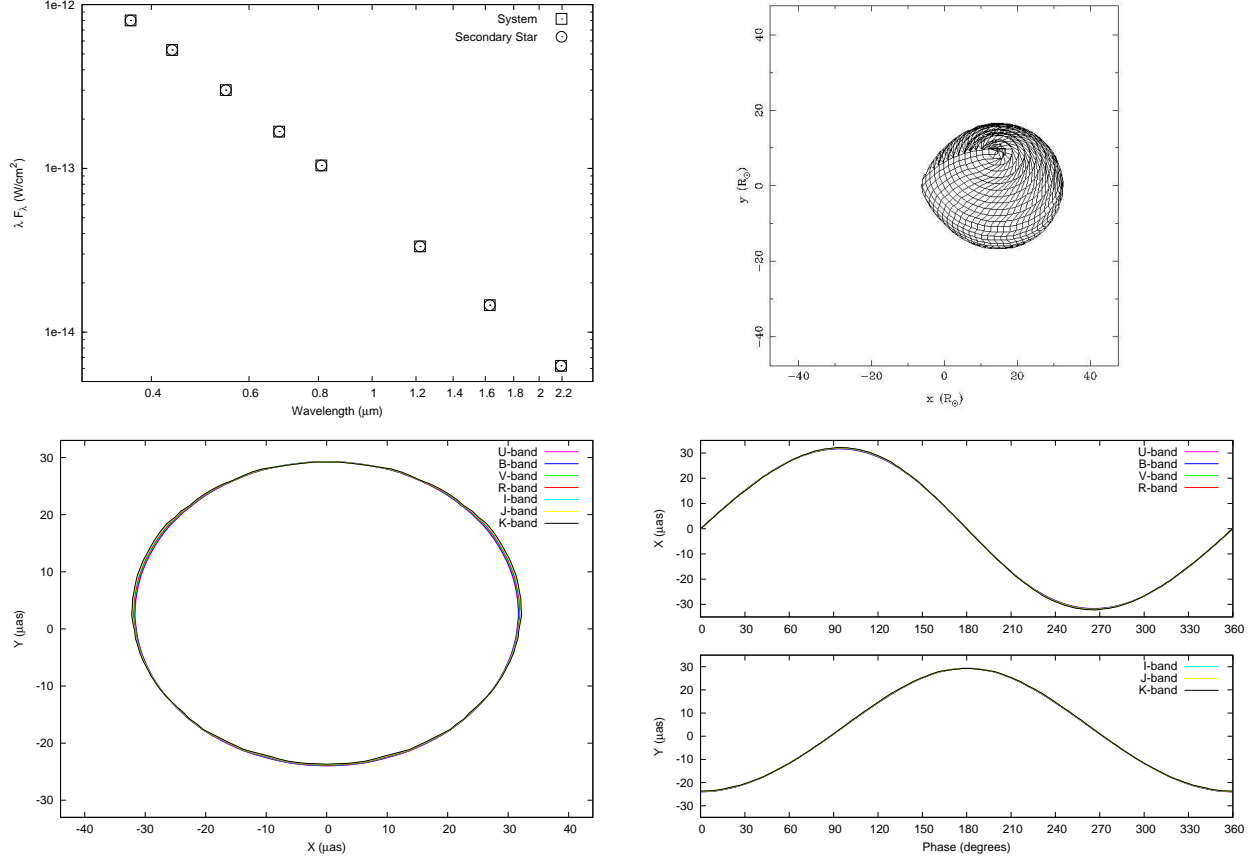 1e-12
1e-13
1e-14
λ Fλ (W/cm²)
System
Secondary Star
0.4
0.6
0.8
1
1.2
1.4
1.6
1.8
2
2.2
Wavelength (μm)
40
20
0
−20
−40
y (R⊙)
−40
−20
0
20
40
x (R⊙)
30
20
10
0
-10
-20
-30
Y (μas)
U-band
B-band
V-band
R-band
I-band
J-band
K-band
-40
-30
-20
-10
0
10
20
30
40
X (μas)
30
20
10
0
-10
-20
-30
X (μas)
U-band
B-band
V-band
R-band
0
30
60
90
120
150
180
210
240
270
300
330
360
30
20
10
0
-10
-20
-30
Y (μas)
I-band
J-band
K-band
0
30
60
90
120
150
180
210
240
270
300
330
360
Phase (degrees)